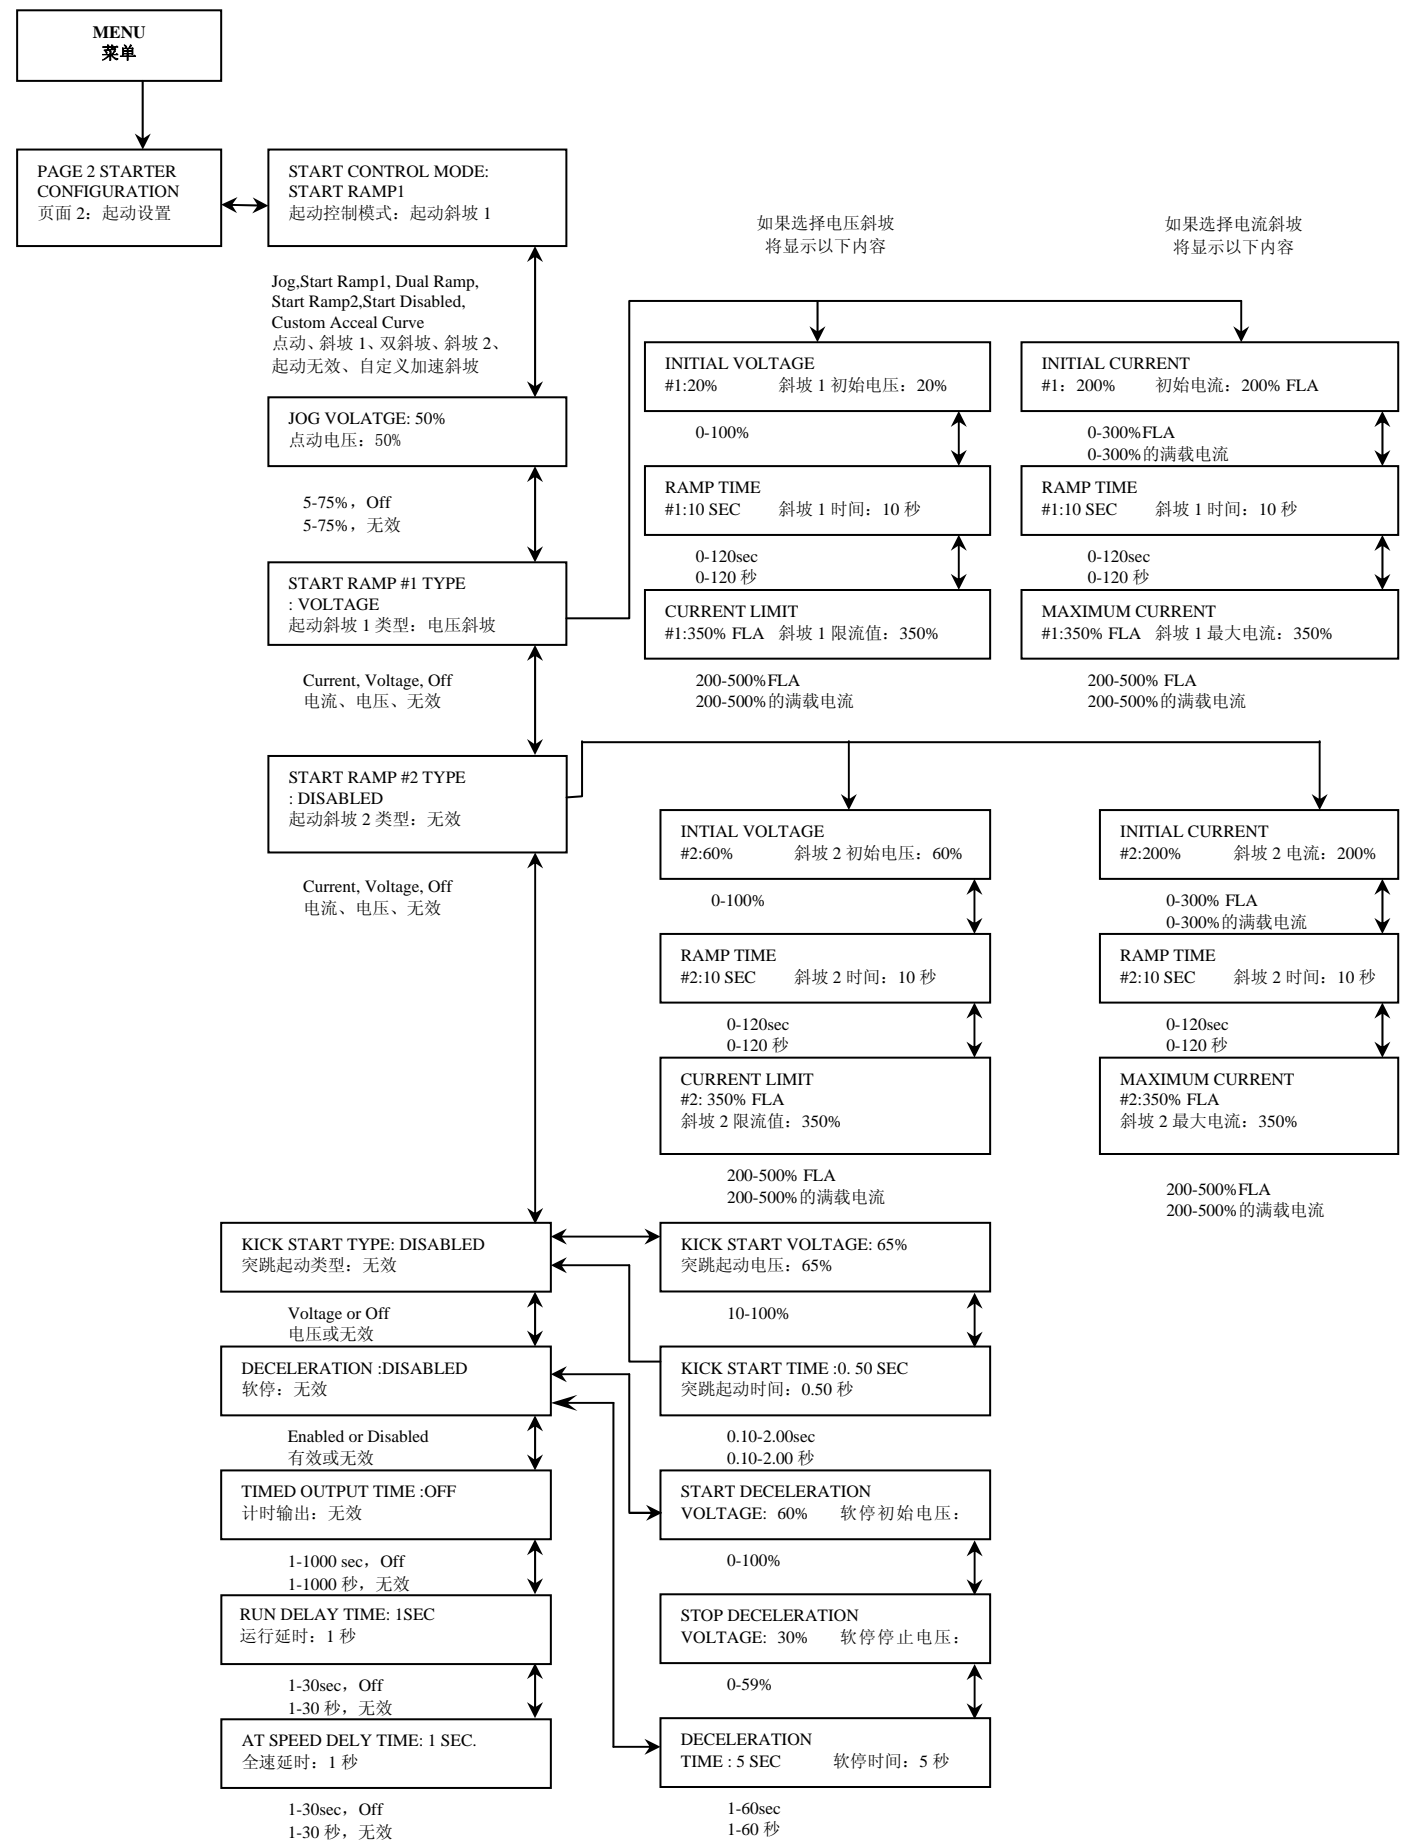 MENU
菜单
PAGE 2 STARTER
CONFIGURATION
页面 2：起动设置
START CONTROL MODE:
START RAMP1
起动控制模式：起动斜坡 1
Jog,Start Ramp1, Dual Ramp,
Start Ramp2,Start Disabled,
Custom Acceal Curve
点动、斜坡 1、双斜坡、斜坡 2、
起动无效、自定义加速斜坡
JOG VOLATGE: 50%
点动电压：50%
5-75%，Off
5-75%，无效
START RAMP #1 TYPE
: VOLTAGE
起动斜坡 1 类型：电压斜坡
Current, Voltage, Off
电流、电压、无效
START RAMP #2 TYPE
: DISABLED
起动斜坡 2 类型：无效
Current, Voltage, Off
电流、电压、无效
如果选择电压斜坡
将显示以下内容
INITIAL VOLTAGE
#1:20% 斜坡 1 初始电压：20%
0-100%
RAMP TIME
#1:10 SEC 斜坡 1 时间：10 秒
0-120sec
0-120 秒
CURRENT LIMIT
#1:350% FLA 斜坡 1 限流值：350%
200-500%FLA
200-500%的满载电流
如果选择电流斜坡
将显示以下内容
INITIAL CURRENT
#1：200% 初始电流：200% FLA
0-300%FLA
0-300%的满载电流
RAMP TIME
#1:10 SEC 斜坡 1 时间：10 秒
0-120sec
0-120 秒
MAXIMUM CURRENT
#1:350% FLA 斜坡 1 最大电流：350%
200-500% FLA
200-500%的满载电流
INTIAL VOLTAGE
#2:60% 斜坡 2 初始电压：60%
0-100%
RAMP TIME
#2:10 SEC 斜坡 2 时间：10 秒
0-120sec
0-120 秒
CURRENT LIMIT
#2: 350% FLA
斜坡 2 限流值：350%
200-500% FLA
200-500%的满载电流
INITIAL CURRENT
#2:200% 斜坡 2 电流：200%
0-300% FLA
0-300%的满载电流
RAMP TIME
#2:10 SEC 斜坡 2 时间：10 秒
0-120sec
0-120 秒
MAXIMUM CURRENT
#2:350% FLA
斜坡 2 最大电流：350%
200-500%FLA
200-500%的满载电流
KICK START TYPE: DISABLED
突跳起动类型：无效
Voltage or Off
电压或无效
DECELERATION :DISABLED
软停：无效
Enabled or Disabled
有效或无效
TIMED OUTPUT TIME :OFF
计时输出：无效
1-1000 sec，Off
1-1000 秒，无效
RUN DELAY TIME: 1SEC
运行延时：1 秒
1-30sec，Off
1-30 秒，无效
AT SPEED DELY TIME: 1 SEC.
全速延时：1 秒
1-30sec，Off
1-30 秒，无效
KICK START VOLTAGE: 65%
突跳起动电压：65%
10-100%
KICK START TIME :0. 50 SEC
突跳起动时间：0.50 秒
0.10-2.00sec
0.10-2.00 秒
START DECELERATION
VOLTAGE: 60% 软停初始电压：
0-100%
STOP DECELERATION
VOLTAGE: 30% 软停停止电压：
0-59%
DECELERATION
TIME : 5 SEC 软停时间：5 秒
1-60sec
1-60 秒